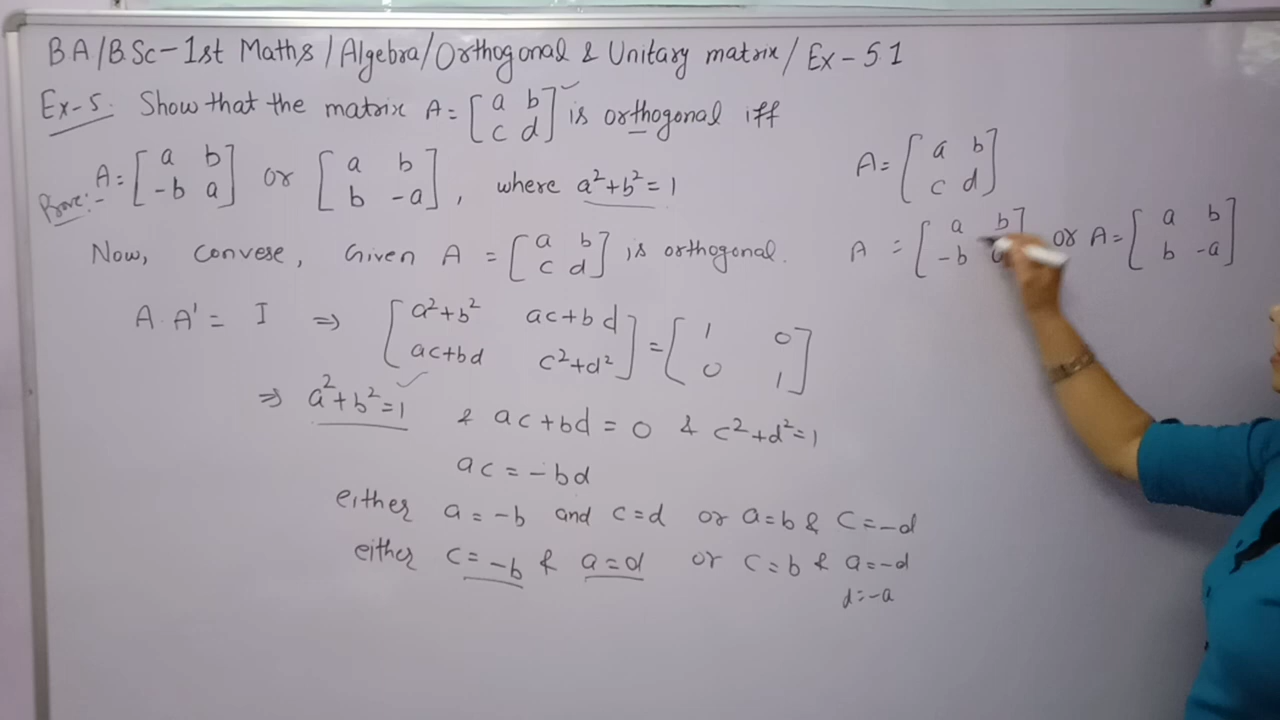 BA/B.Sc-1st Maths/Algebra/Orthogonal & Unitary matrix/Ex-5.1
Ex-5. Show that the matrix A = [a b; c d] is orthogonal iff
A = [a b; -b a] or [a b; b -a], where a²+b²=1
Prove:-
Now, convese, Given A = [a b; c d] is orthogonal.
A.A' = I ⇒ [a²+b² ac+bd; ac+bd c²+d²] = [1 0; 0 1]
⇒ a²+b²=1 & ac+bd=0 & c²+d²=1
ac = -bd
either a = -b and c=d or a=b & c=-d
either c=-b & a=d or c=b & a=-d
d=-a
A = [a b; c d]
A = [a b; -b a] or A = [a b; b -a]